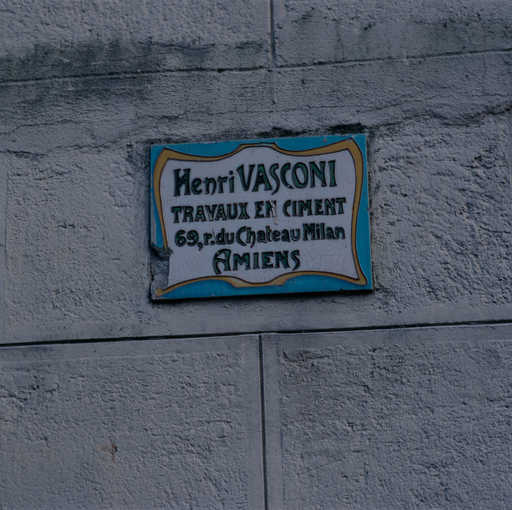 Henri VASCONI
TRAVAUX EN CIMENT
69, r. du Chateau Milan
AMIENS